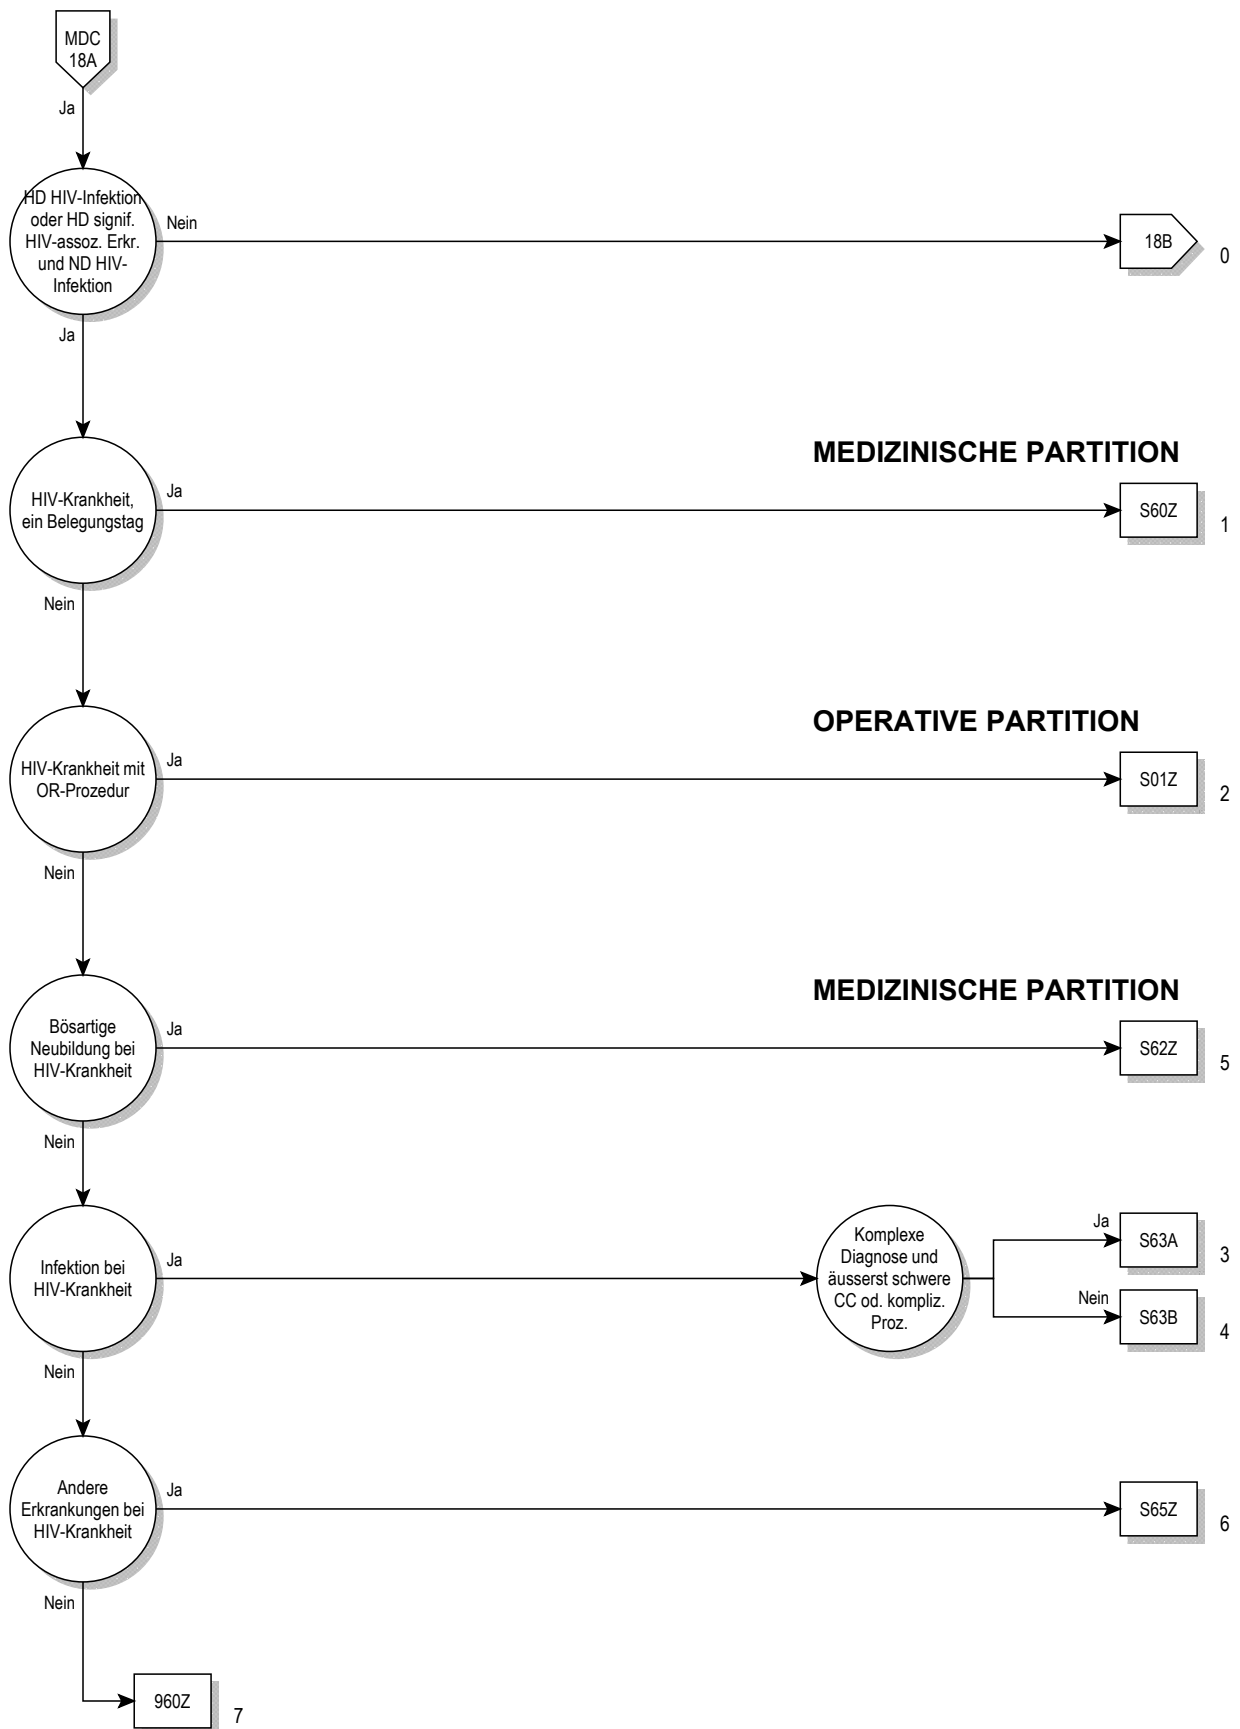 MDC
18A
Ja
HD HIV-Infektion
oder HD signif.
HIV-assoz. Erkr.
und ND HIV-
Infektion
Nein
18B
0
Ja
MEDIZINISCHE PARTITION
HIV-Krankheit,
ein Belegungstag
Ja
S60Z
1
Nein
OPERATIVE PARTITION
HIV-Krankheit mit
OR-Prozedur
Ja
S01Z
2
Nein
MEDIZINISCHE PARTITION
Bösartige
Neubildung bei
HIV-Krankheit
Ja
S62Z
5
Nein
Infektion bei
HIV-Krankheit
Ja
Komplexe
Diagnose und
äusserst schwere
CC od. kompliz.
Proz.
Ja
S63A
3
Nein
S63B
4
Nein
Andere
Erkrankungen bei
HIV-Krankheit
Ja
S65Z
6
Nein
960Z
7